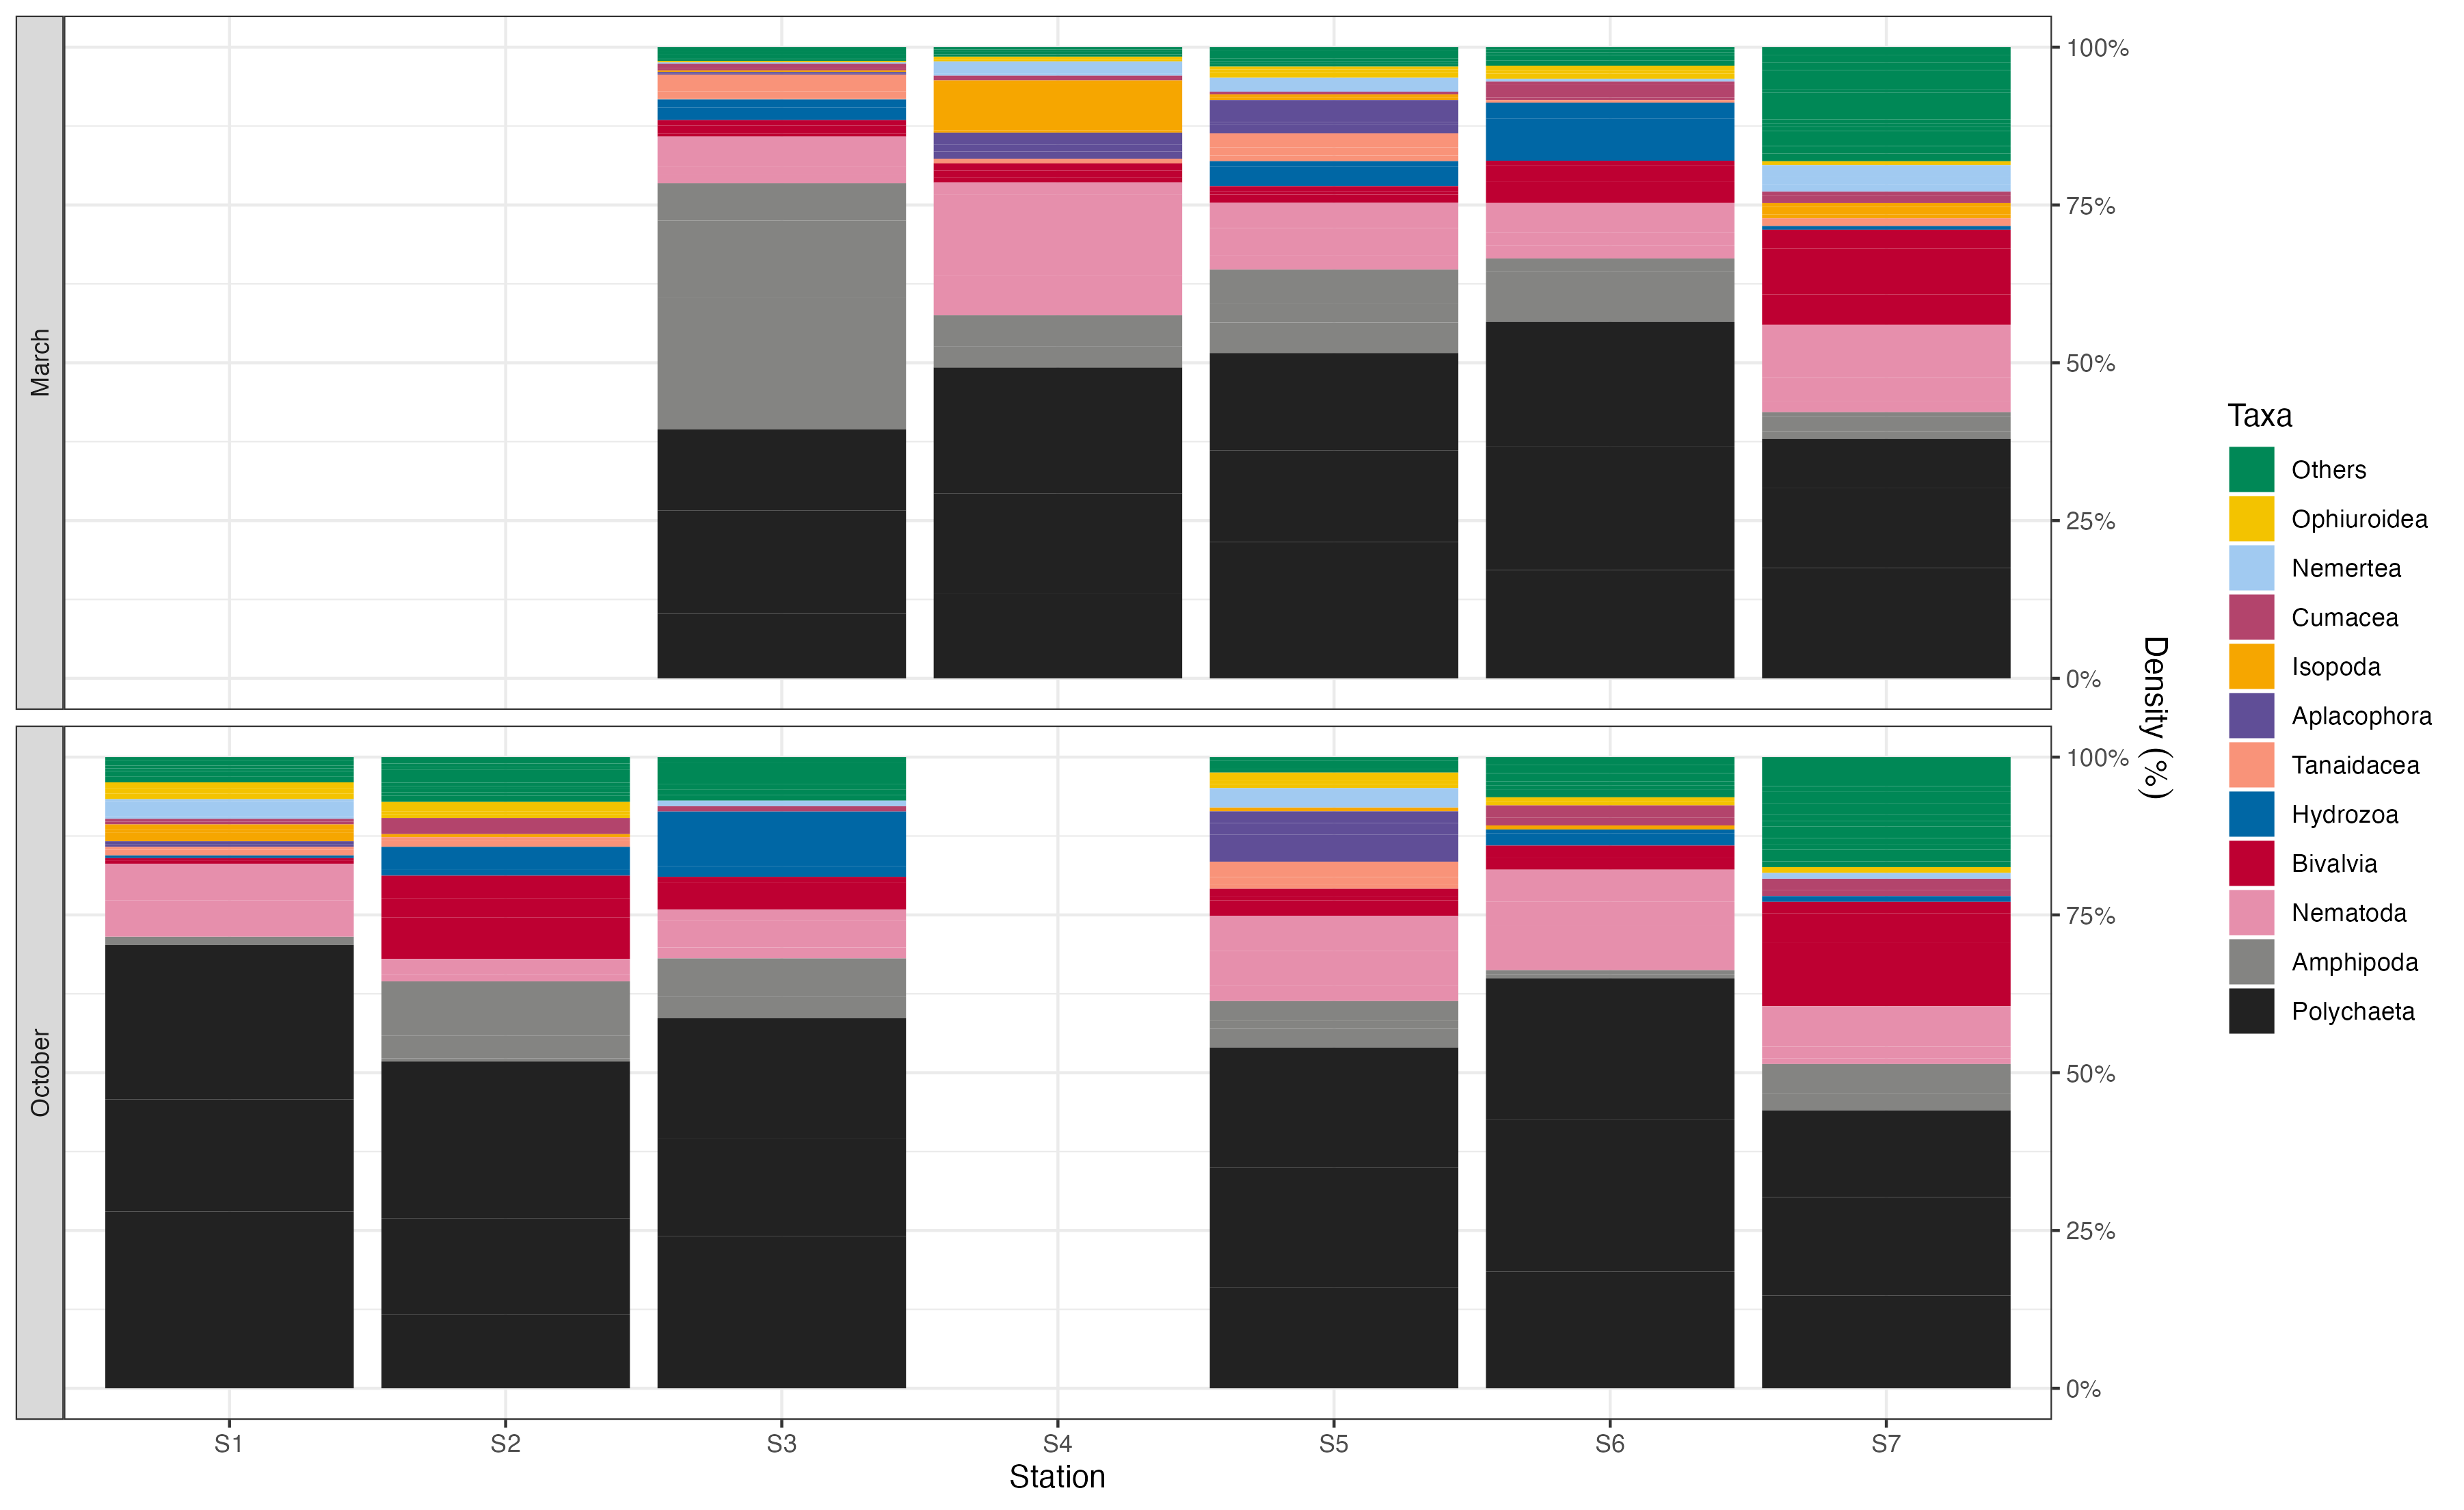 March
100%
75%
50%
25%
0%
October
100%
75%
50%
25%
0%
Density (%)
S1 S2 S3 S4 S5 S6 S7
Station
Taxa
Others
Ophiuroidea
Nemertea
Cumacea
Isopoda
Aplacophora
Tanaidacea
Hydrozoa
Bivalvia
Nematoda
Amphipoda
Polychaeta